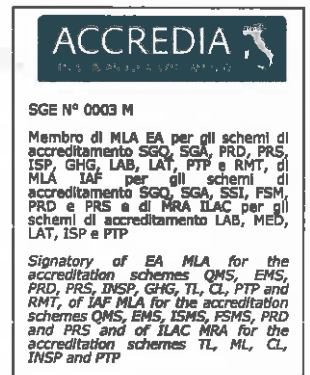 ACCREDIA
SGE N° 0003 M
Membro di MLA EA per gli schemi di
accreditamento SGQ, SGA, PRD, PRS,
ISP, GHG, LAB, LAT, PTP e RMT, di
MLA IAF per gli schemi di
accreditamento SGQ, SGA, SSI, FSM,
PRD e PRS e di MRA ILAC per gli
schemi di accreditamento LAB, MED,
LAT, ISP e PTP
Signatory of EA MLA for the
accreditation schemes QMS, EMS,
PRD, PRS, INSP, GHG, TL, CL, PTP and
RMT, of IAF MLA for the accreditation
schemes QMS, EMS, ISMS, FSMS, PRD
and PRS and of ILAC MRA for the
accreditation schemes TL, ML, CL,
INSP and PTP